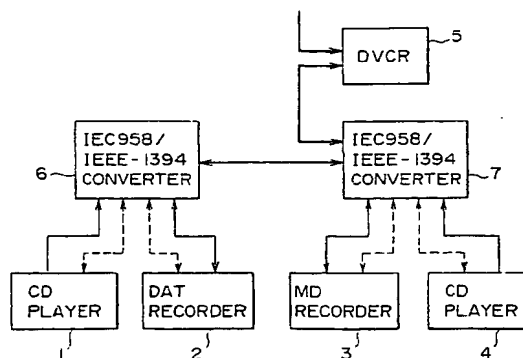 DVCR
5
IEC958/
IEEE-1394
CONVERTER
6
IEC958/
IEEE-1394
CONVERTER
7
CD
PLAYER
DAT
RECORDER
MD
RECORDER
CD
PLAYER
1
2
3
4